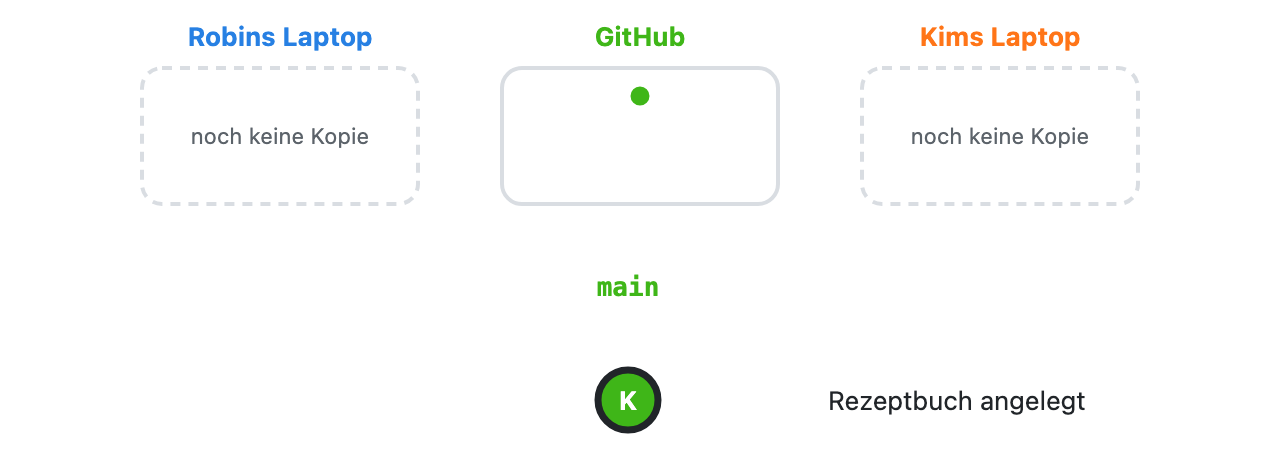 Robins Laptop
GitHub
Kims Laptop
noch keine Kopie
noch keine Kopie
main
K
Rezeptbuch angelegt